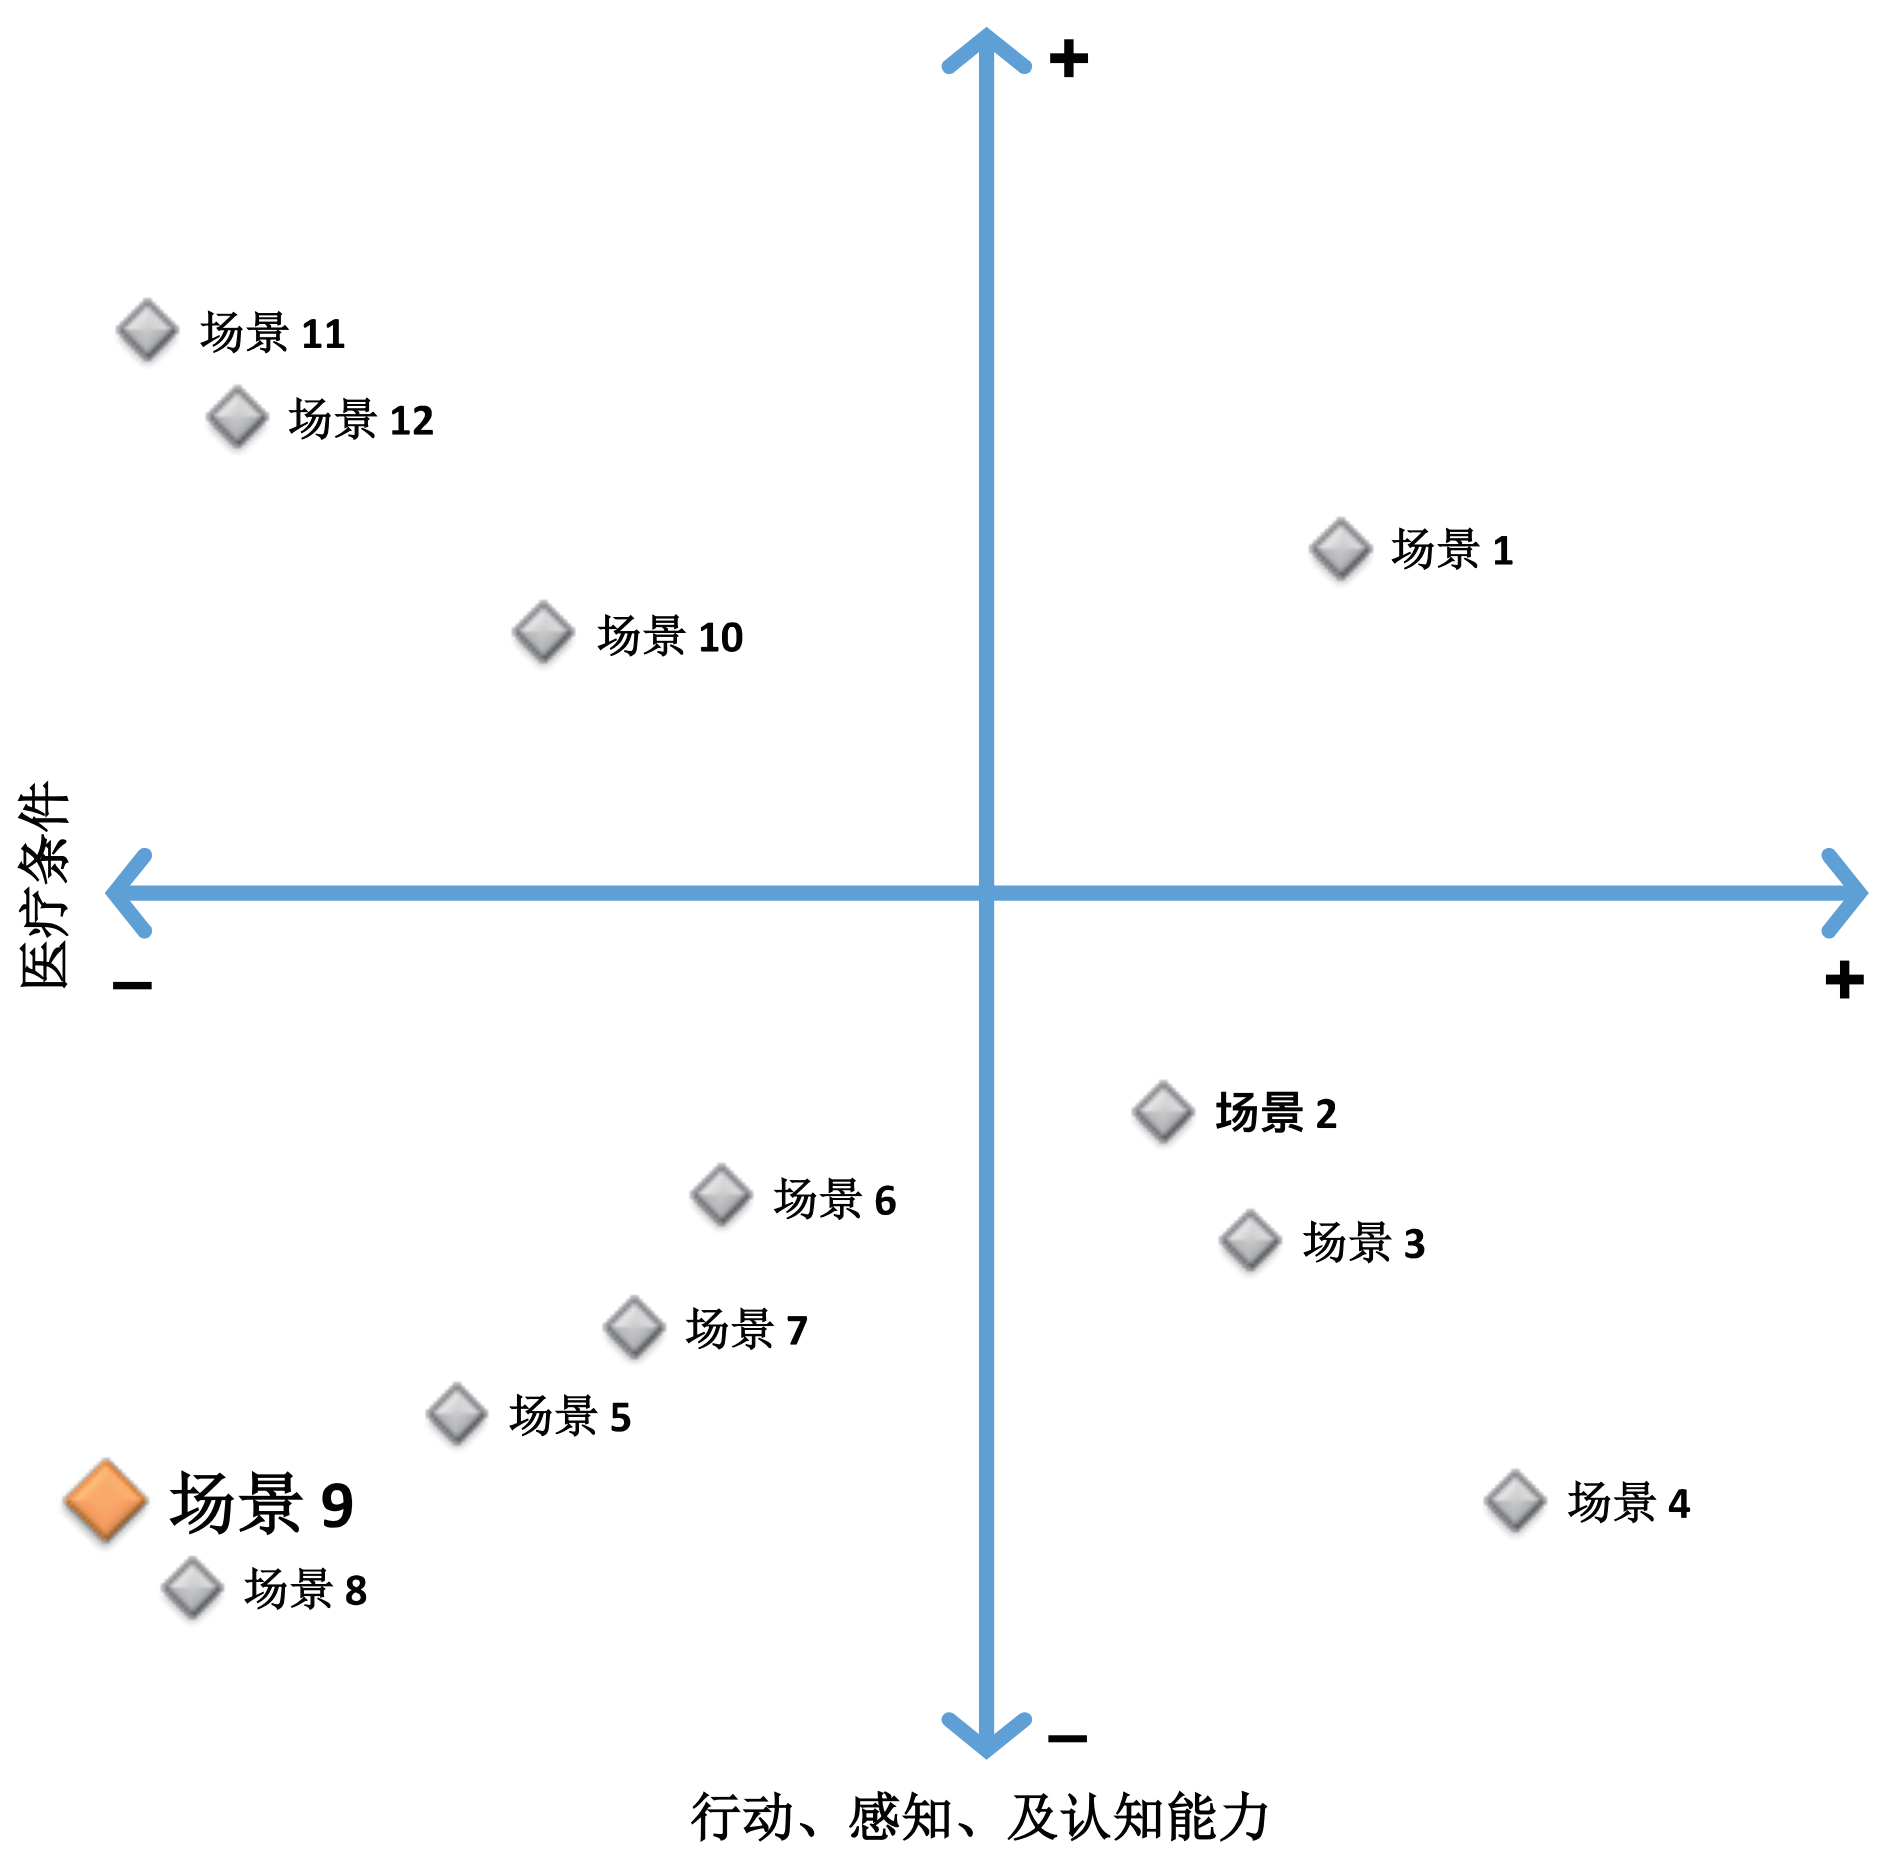 +
场景 11
场景 12
场景 1
场景 10
医疗条件
–
+
场景 2
场景 6
场景 3
场景 7
场景 5
场景 9
场景 4
场景 8
–
行动、感知、及认知能力